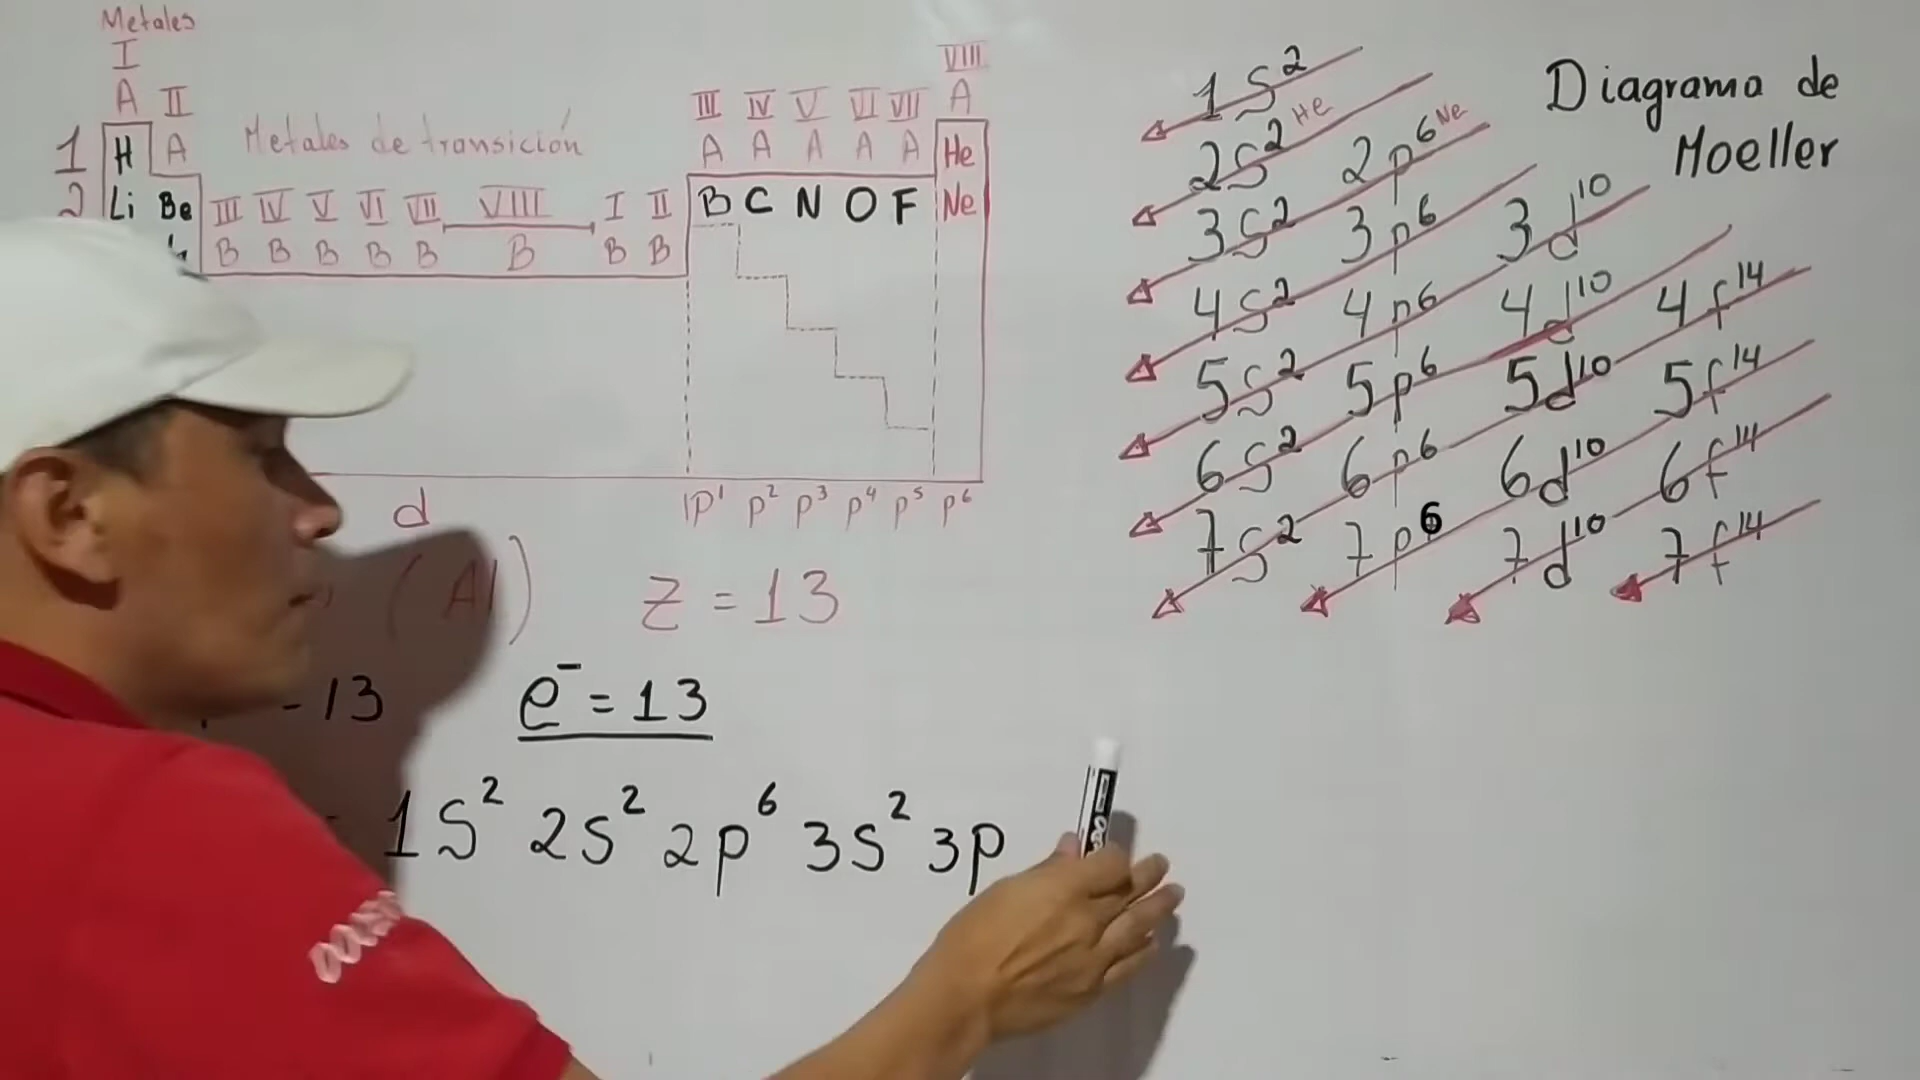 Metales
I
A II
A
Metales de transición
III IV V VI VII VIII
A A A A A A
1 H He
2 Li Be B C N O F Ne
III IV V VI VII VIII I II
B B B B B B B B
d p¹ p² p³ p⁴ p⁵ p⁶
(Al) Z = 13
- 13 e⁻ = 13
1s² 2s² 2p⁶ 3s² 3p
Diagrama de
Moeller
1s²
2s² He 2p⁶ Ne
3s² 3p⁶ 3d¹⁰
4s² 4p⁶ 4d¹⁰ 4f¹⁴
5s² 5p⁶ 5d¹⁰ 5f¹⁴
6s² 6p⁶ 6d¹⁰ 6f¹⁴
7s² 7p⁶ 7d¹⁰ 7f¹⁴